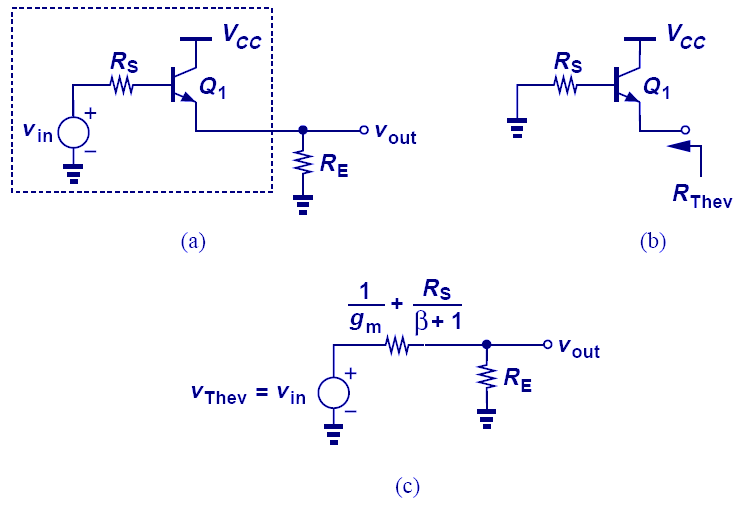 V_CC
R_S
Q_1
v_in
+
−
v_out
R_E
(a)
V_CC
R_S
Q_1
R_Thev
(b)
1/g_m + R_S/(β+1)
v_out
R_E
v_Thev = v_in
+
−
(c)